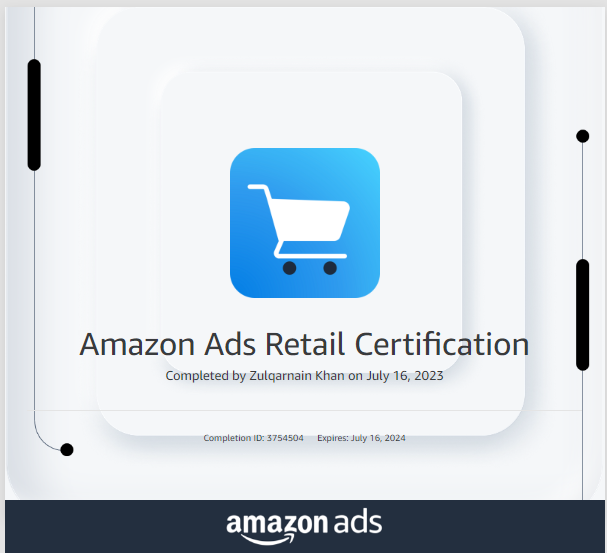 Amazon Ads Retail Certification
Completed by Zulqarnain Khan on July 16, 2023
Completion ID: 3754504 Expires: July 16, 2024
amazon ads